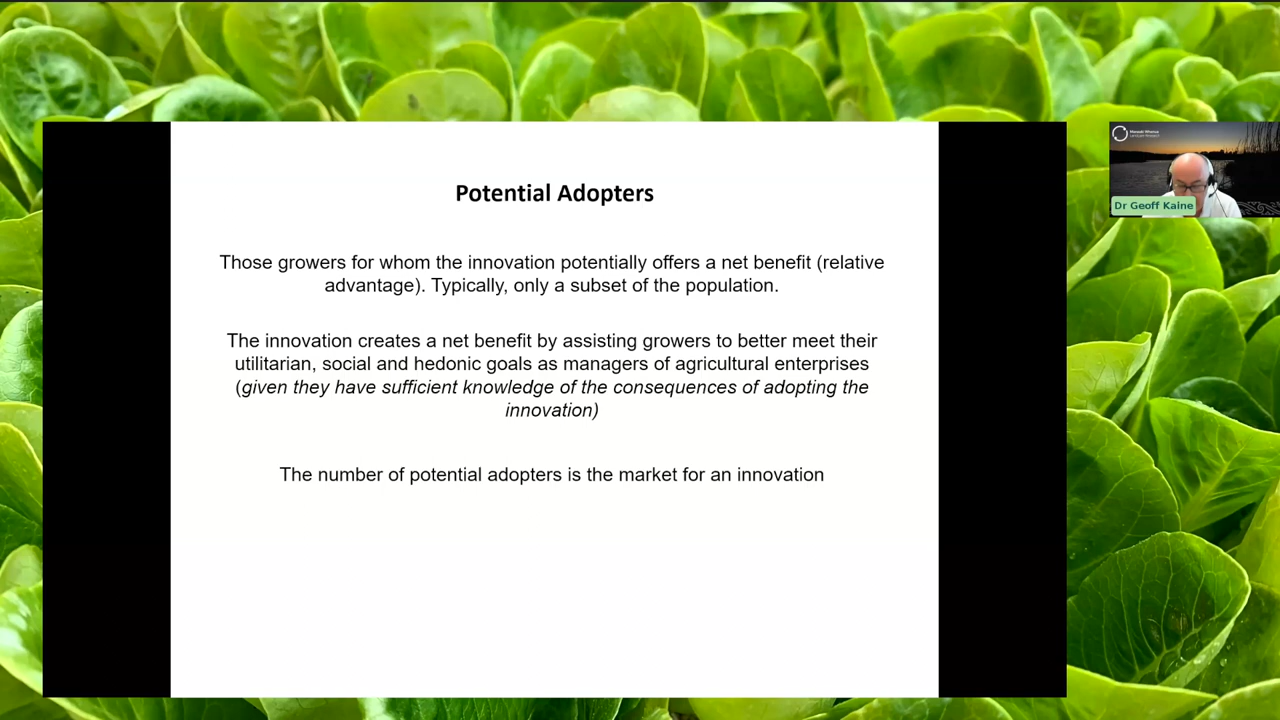 Potential Adopters
Those growers for whom the innovation potentially offers a net benefit (relative
advantage). Typically, only a subset of the population.
The innovation creates a net benefit by assisting growers to better meet their
utilitarian, social and hedonic goals as managers of agricultural enterprises
(given they have sufficient knowledge of the consequences of adopting the
innovation)
The number of potential adopters is the market for an innovation
Dr Geoff Kaine